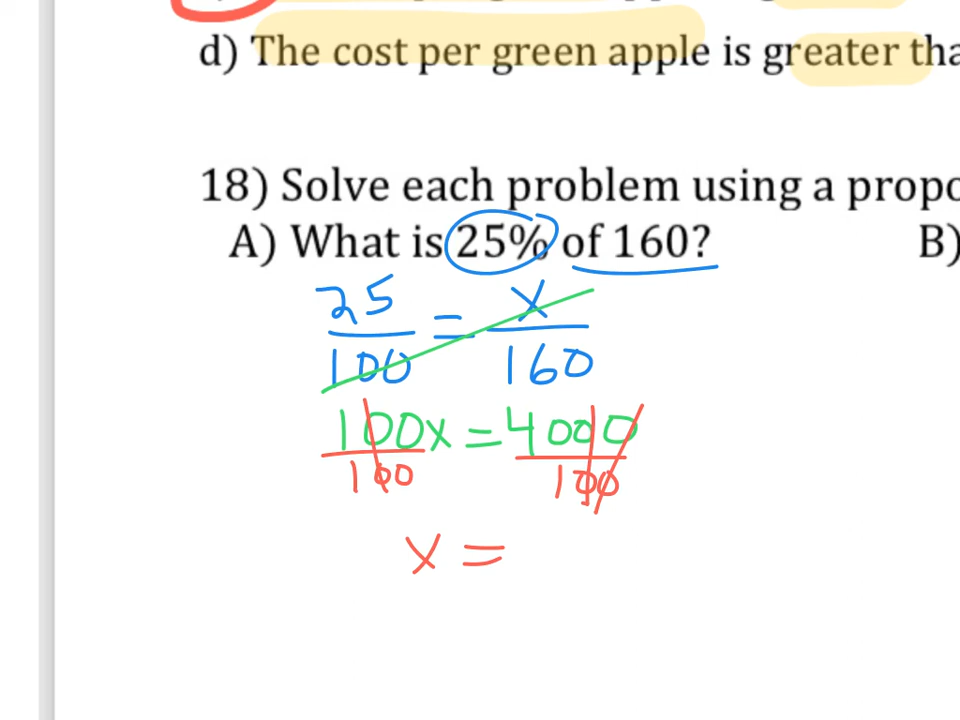 d) The cost per green apple is greater tha
18) Solve each problem using a propo
A) What is 25% of 160? B)
25/100 = x/160
100x = 4000
100 100
x =